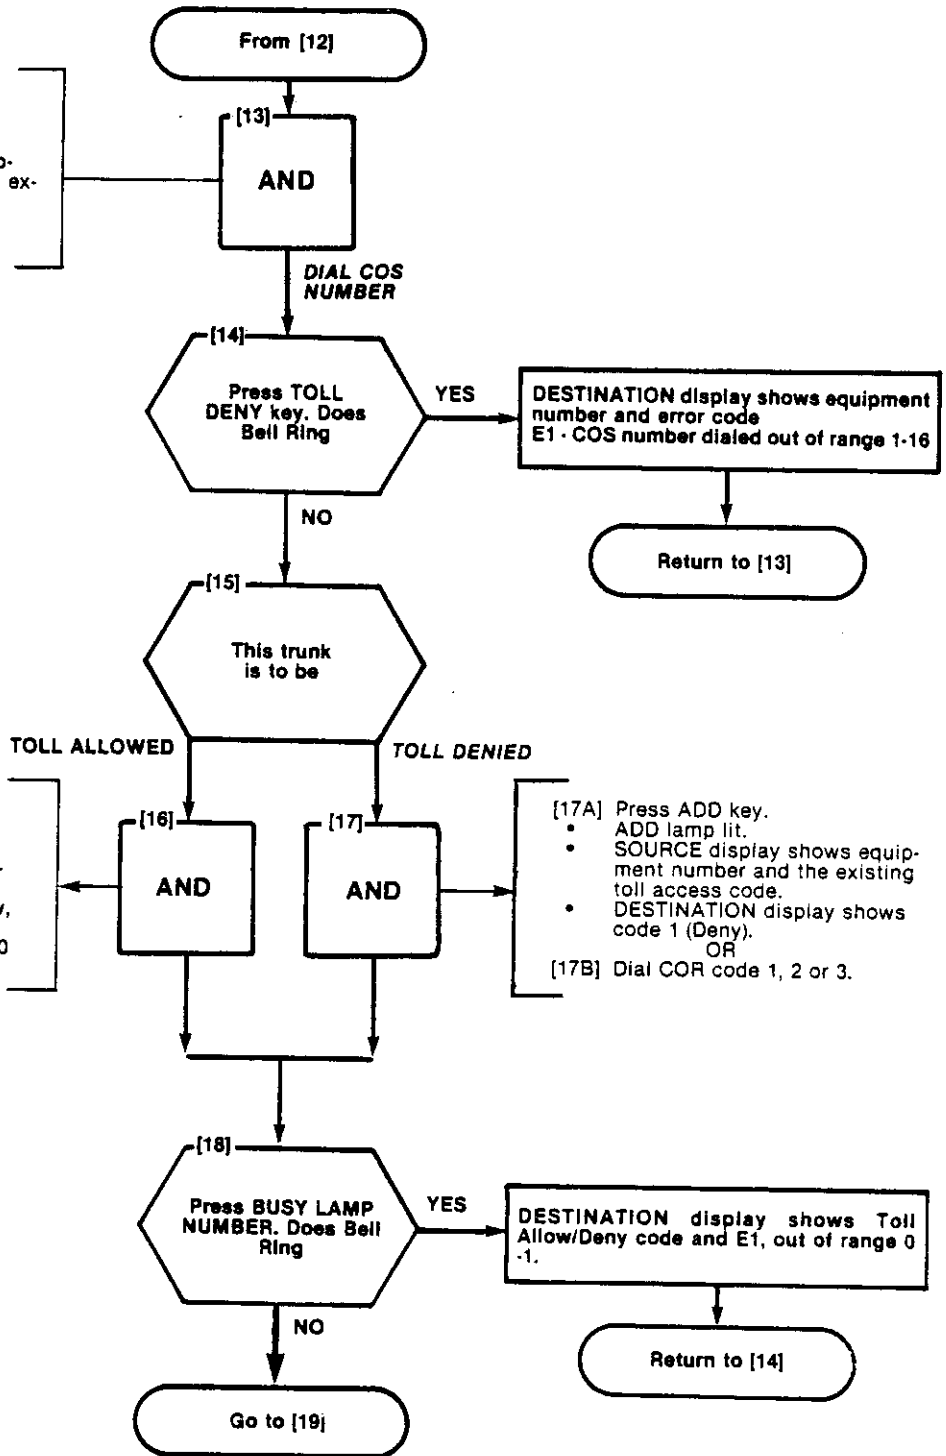 From [12]
[13]
AND
o-
ex-
DIAL COS
NUMBER
[14]
Press TOLL
DENY key. Does
Bell Ring
YES
DESTINATION display shows equipment
number and error code
E1 - COS number dialed out of range 1-16
NO
Return to [13]
[15]
This trunk
is to be
TOLL ALLOWED
TOLL DENIED
[16]
AND
[17]
AND
0
[17A] Press ADD key.
• ADD lamp lit.
• SOURCE display shows equip-
ment number and the existing
toll access code.
• DESTINATION display shows
code 1 (Deny).
OR
[17B] Dial COR code 1, 2 or 3.
[18]
Press BUSY LAMP
NUMBER. Does Bell
Ring
YES
DESTINATION display shows Toll
Allow/Deny code and E1, out of range 0
-1.
NO
Return to [14]
Go to [19]